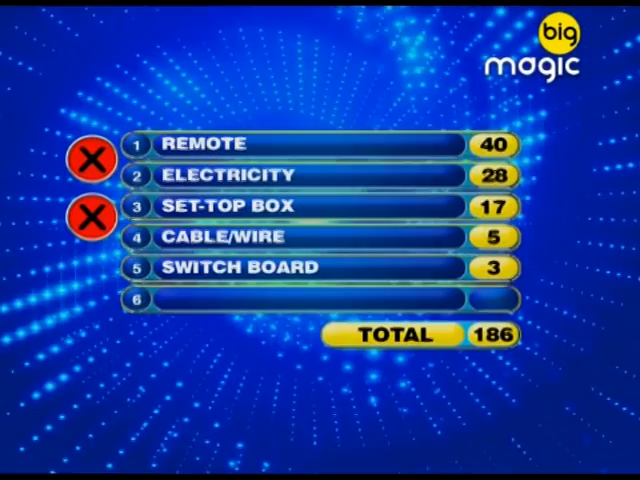 big
magic
1 REMOTE 40
2 ELECTRICITY 28
3 SET-TOP BOX 17
4 CABLE/WIRE 5
5 SWITCH BOARD 3
6
TOTAL 186